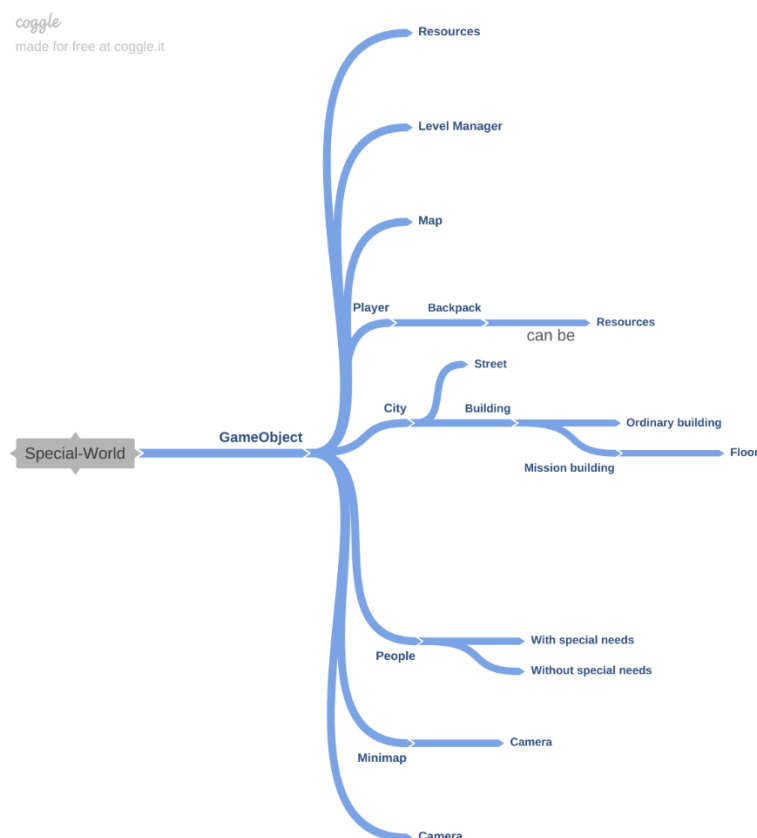 coggle
made for free at coggle.it
Resources
Level Manager
Map
Player
Backpack
Resources
can be
Street
City
Building
Ordinary building
GameObject
Special-World
Mission building
Floor
With special needs
People
Without special needs
Camera
Minimap
Camera